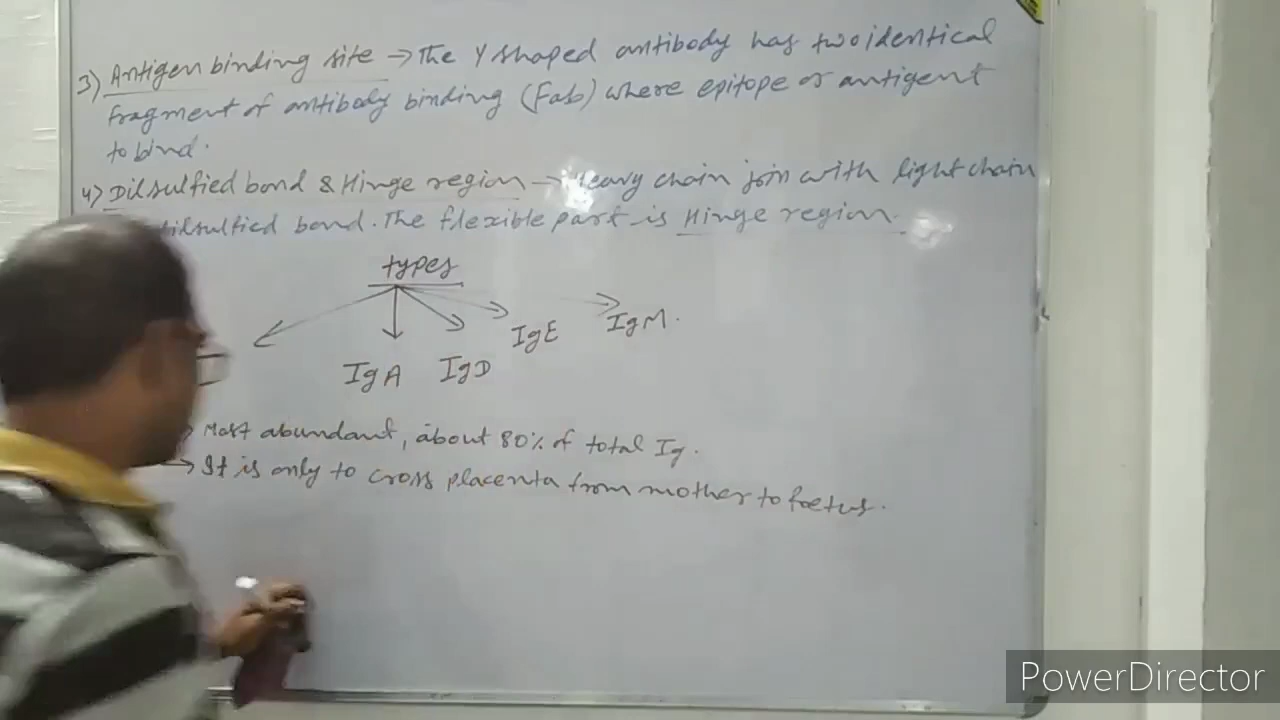 3) Antigen binding site → The Y shaped antibody has two identical
fragment of antibody binding (Fab) where epitope or antigent
to bind.
4) Dilsulfied bond & Hinge region → Heavy chain join with light chain
dilsulfied bond. The flexible part is Hinge region.
types
IgA IgD IgE IgM.
Most abundant, about 80% of total Ig.
→ It is only to cross placenta from mother to foetus.
PowerDirector